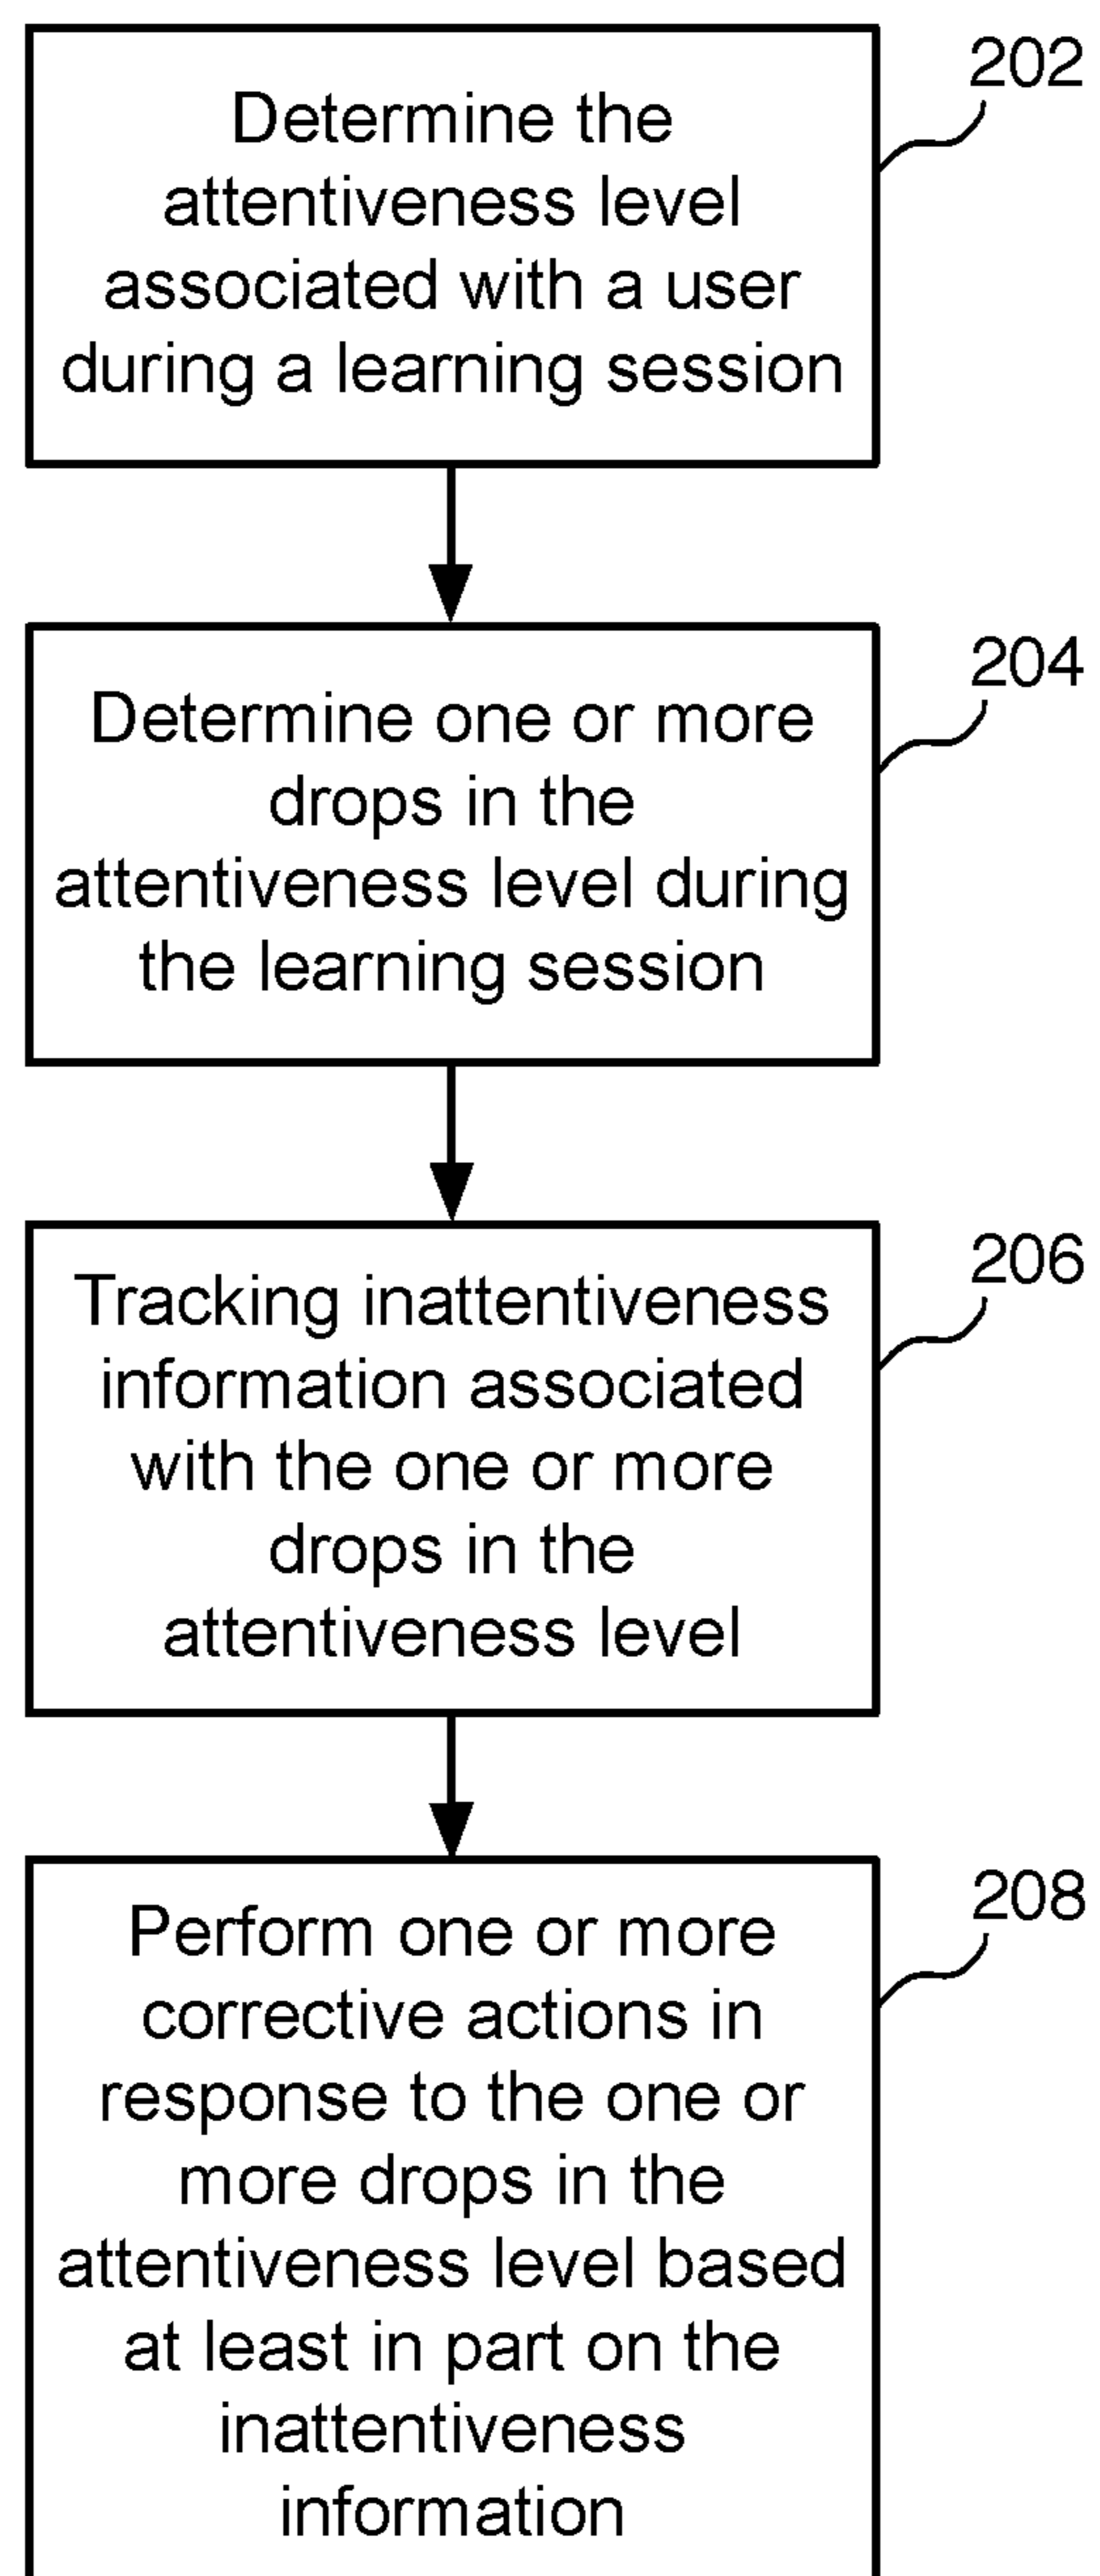 202
Determine the
attentiveness level
associated with a user
during a learning session
204
Determine one or more
drops in the
attentiveness level during
the learning session
206
Tracking inattentiveness
information associated
with the one or more
drops in the
attentiveness level
208
Perform one or more
corrective actions in
response to the one or
more drops in the
attentiveness level based
at least in part on the
inattentiveness
information